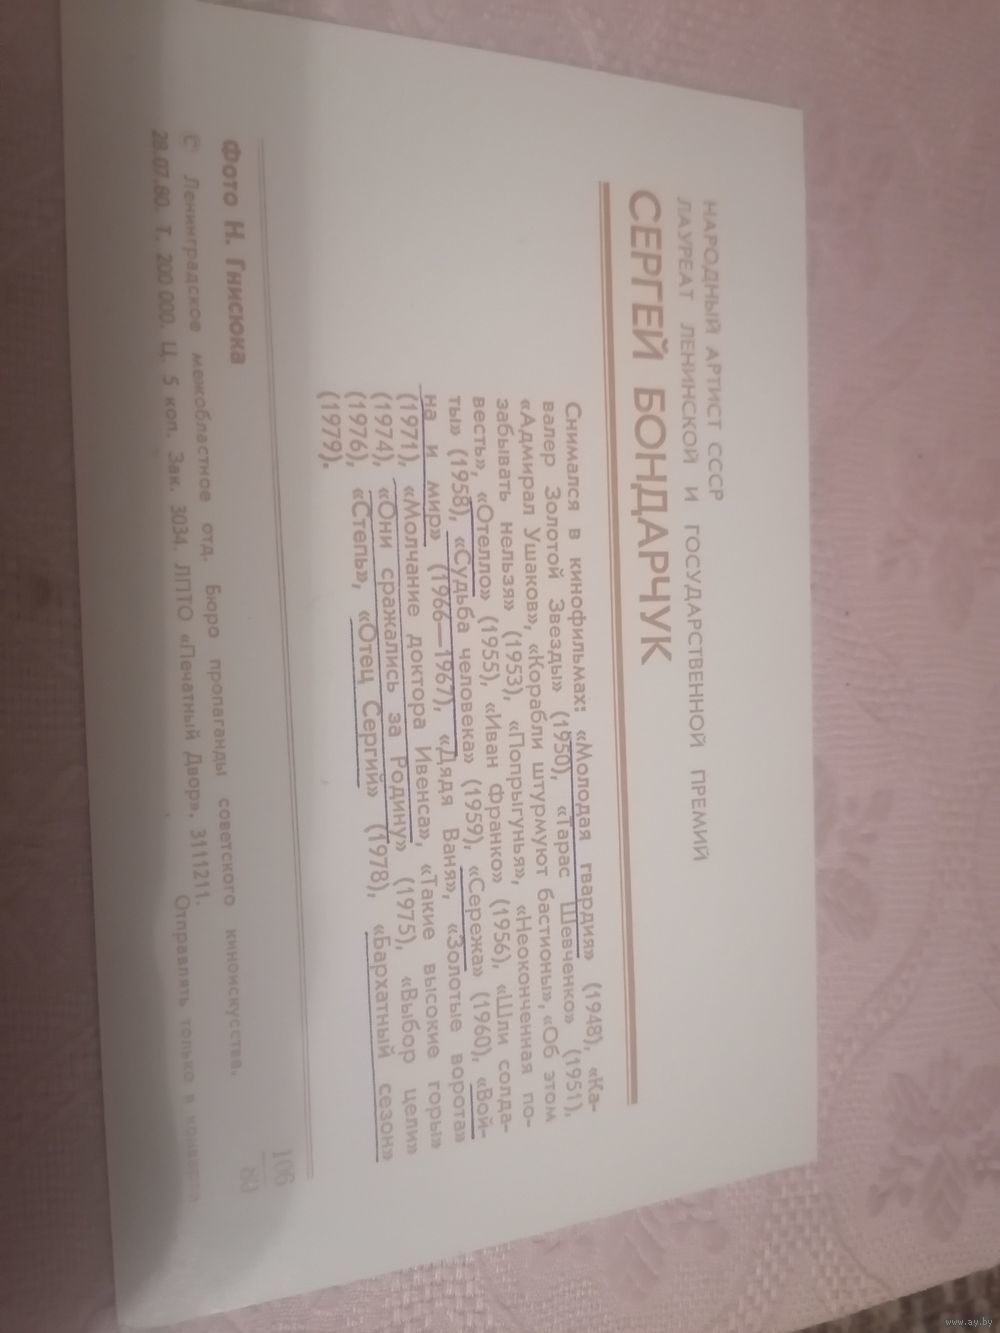 НАРОДНЫЙ АРТИСТ СССР
ЛАУРЕАТ ЛЕНИНСКОЙ И ГОСУДАРСТВЕННОЙ ПРЕМИЙ
СЕРГЕЙ БОНДАРЧУК
Снимался в кинофильмах: «Молодая гвардия» (1948), «Ка-
валер Золотой Звезды» (1950), «Тарас Шевченко» (1951),
«Адмирал Ушаков», «Корабли штурмуют бастионы», «Об этом
забывать нельзя» (1953), «Попрыгунья», «Неоконченная по-
весть», «Отелло» (1955), «Иван Франко» (1956), «Шли солда-
ты» (1958), «Судьба человека» (1959), «Сережа» (1960), «Вой-
на и мир» (1966—1967), «Дядя Ваня», «Золотые ворота»
(1971), «Молчание доктора Ивенса», «Такие высокие горы»
(1974), «Они сражались за Родину» (1975), «Выбор цели»
(1976), «Степь», «Отец Сергий» (1978), «Бархатный сезон»
(1979).
106
80
Фото Н. Гнисюка
© Ленинградское межобластное отд. Бюро пропаганды советского киноискусства.
28.07.80. Т. 200 000. Ц. 5 коп. Зак. 3034. ЛПТО «Печатный Двор». 3111211. Отправлять только в конверте
www.ay.by